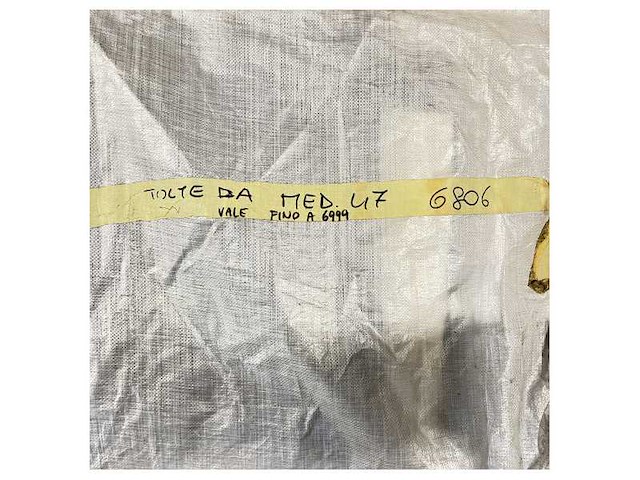 TOLTE DA MED. 47 6806
VALE FINO A 6999